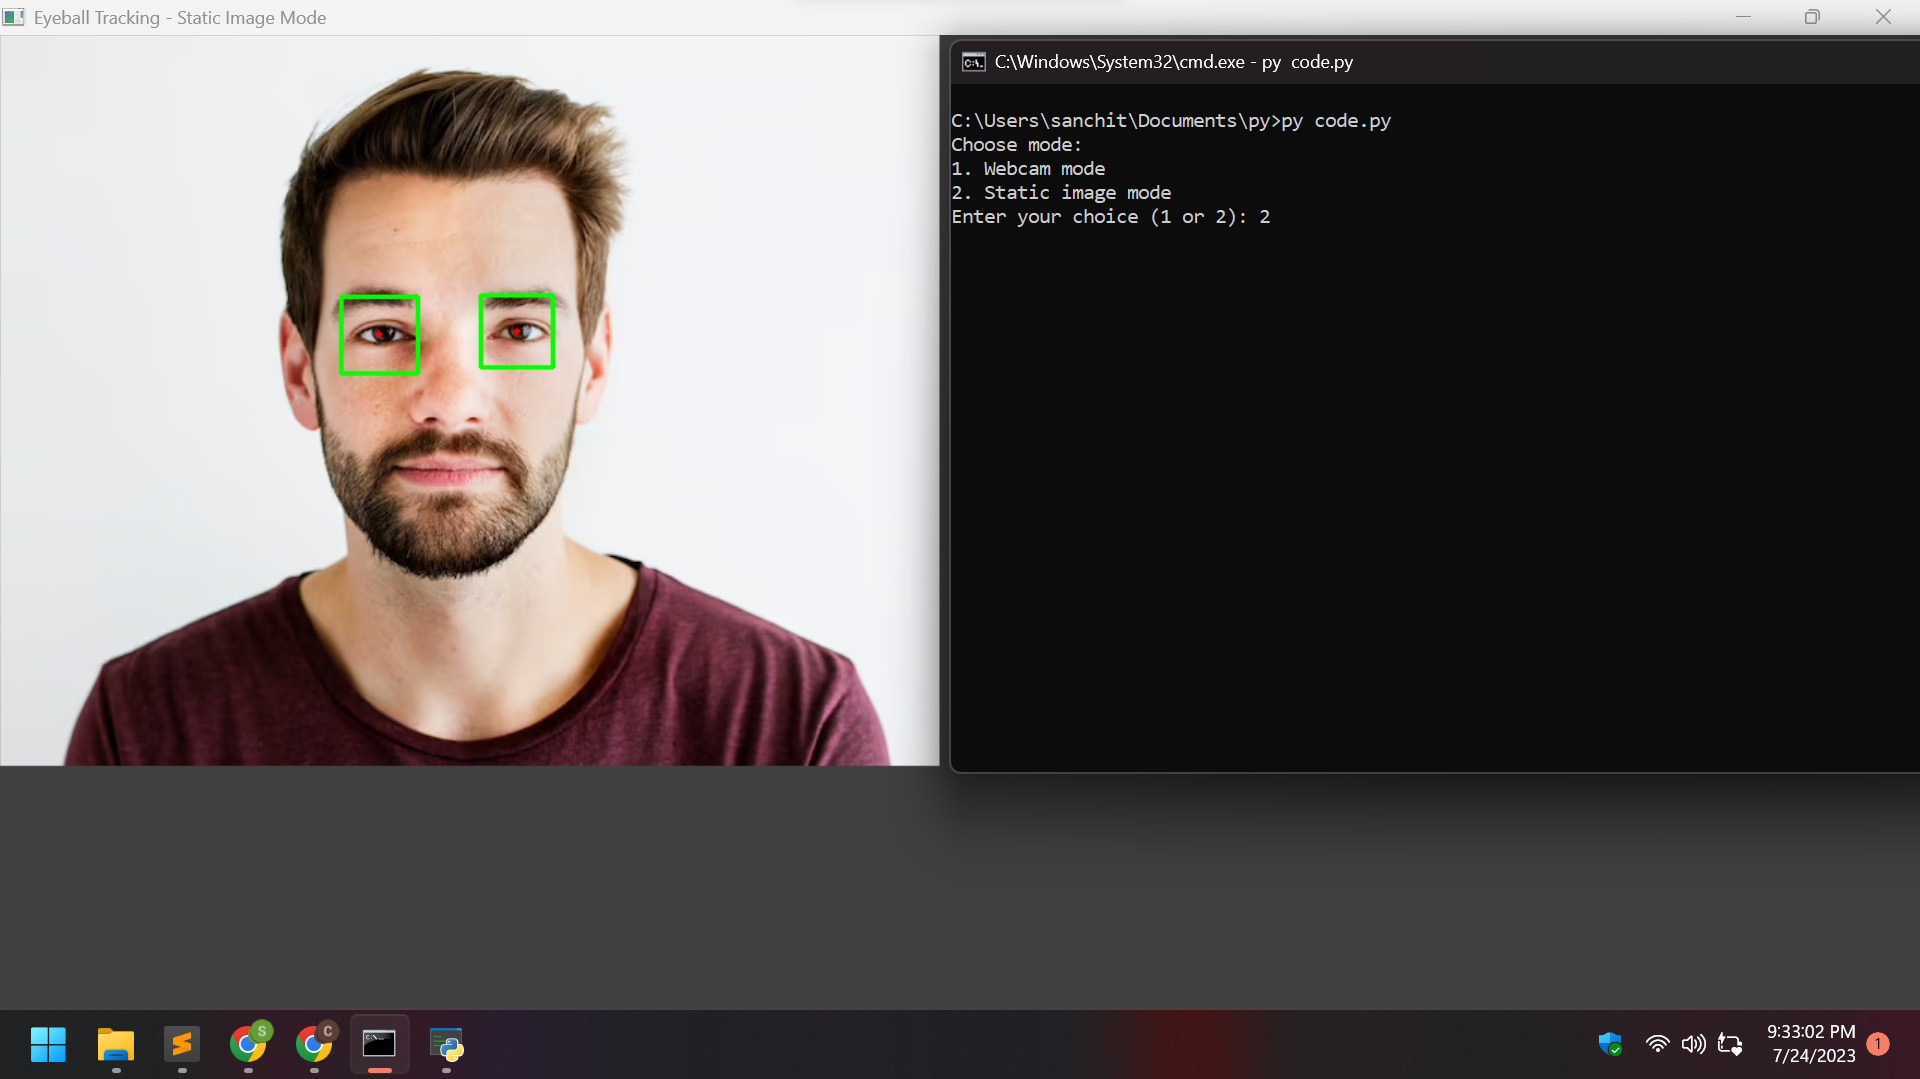 Eyeball Tracking - Static Image Mode
C:\Windows\System32\cmd.exe - py  code.py
C:\Users\sanchit\Documents\py>py code.py
Choose mode:
1. Webcam mode
2. Static image mode
Enter your choice (1 or 2): 2
S
C
9:33:02 PM
7/24/2023
1